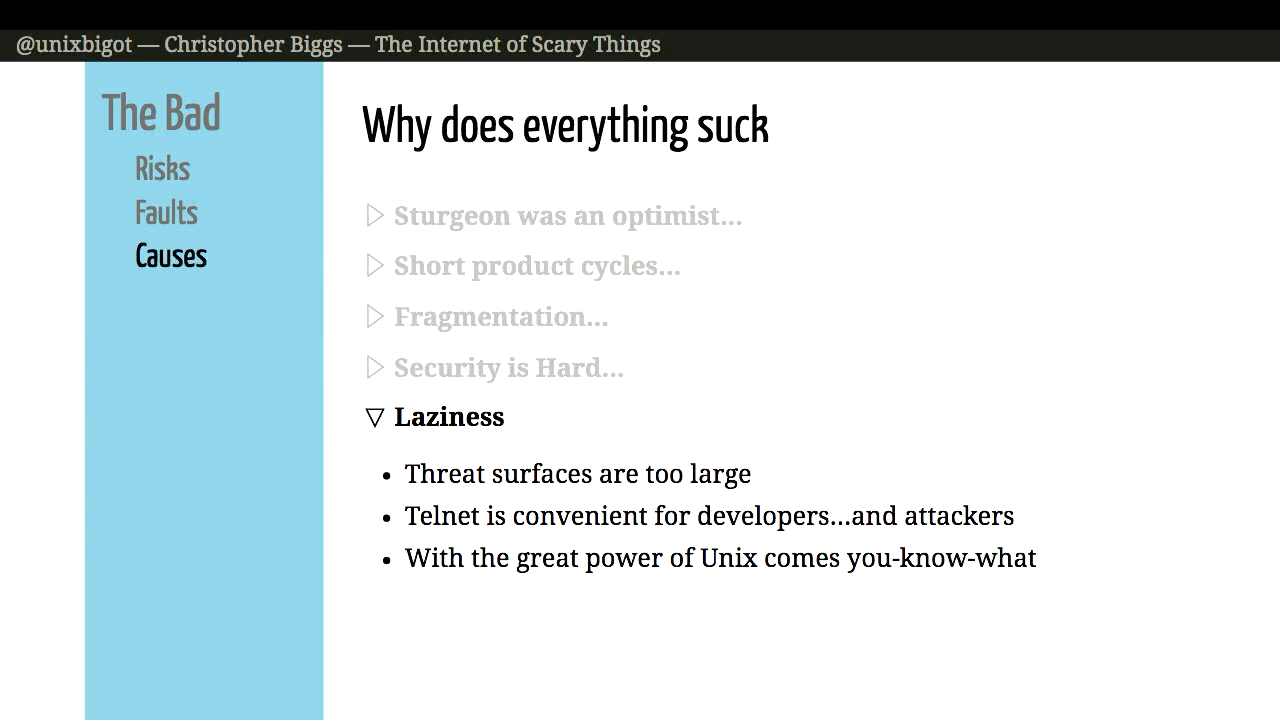 @unixbigot — Christopher Biggs — The Internet of Scary Things
The Bad
Risks
Faults
Causes
Why does everything suck
▷ Sturgeon was an optimist...
▷ Short product cycles...
▷ Fragmentation...
▷ Security is Hard...
▽ Laziness
• Threat surfaces are too large
• Telnet is convenient for developers...and attackers
• With the great power of Unix comes you-know-what